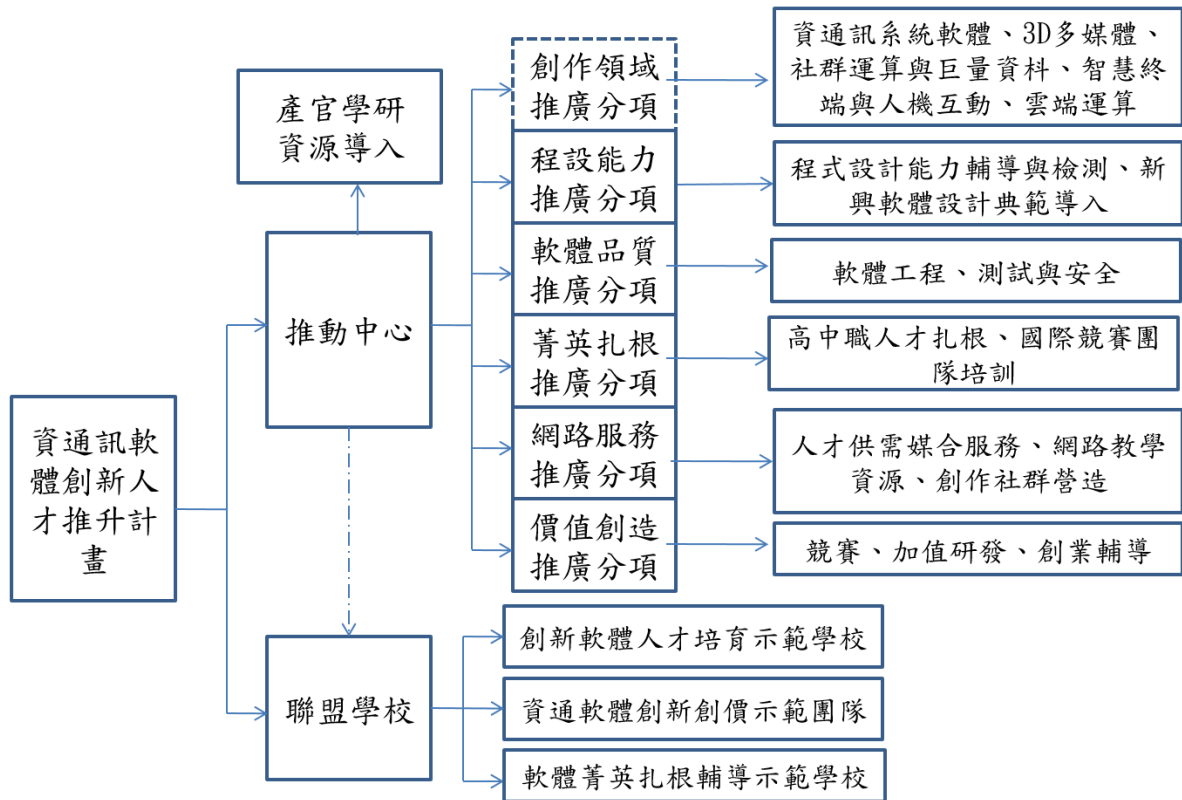 資通訊軟
體創新人
才推升計
畫
產官學研
資源導入
推動中心
聯盟學校
創作領域
推廣分項
程設能力
推廣分項
軟體品質
推廣分項
菁英扎根
推廣分項
網路服務
推廣分項
價值創造
推廣分項
資通訊系統軟體、3D多媒體、
社群運算與巨量資料、智慧終
端與人機互動、雲端運算
程式設計能力輔導與檢測、新
興軟體設計典範導入
軟體工程、測試與安全
高中職人才扎根、國際競賽團
隊培訓
人才供需媒合服務、網路教學
資源、創作社群營造
競賽、加值研發、創業輔導
創新軟體人才培育示範學校
資通軟體創新創價示範團隊
軟體菁英扎根輔導示範學校